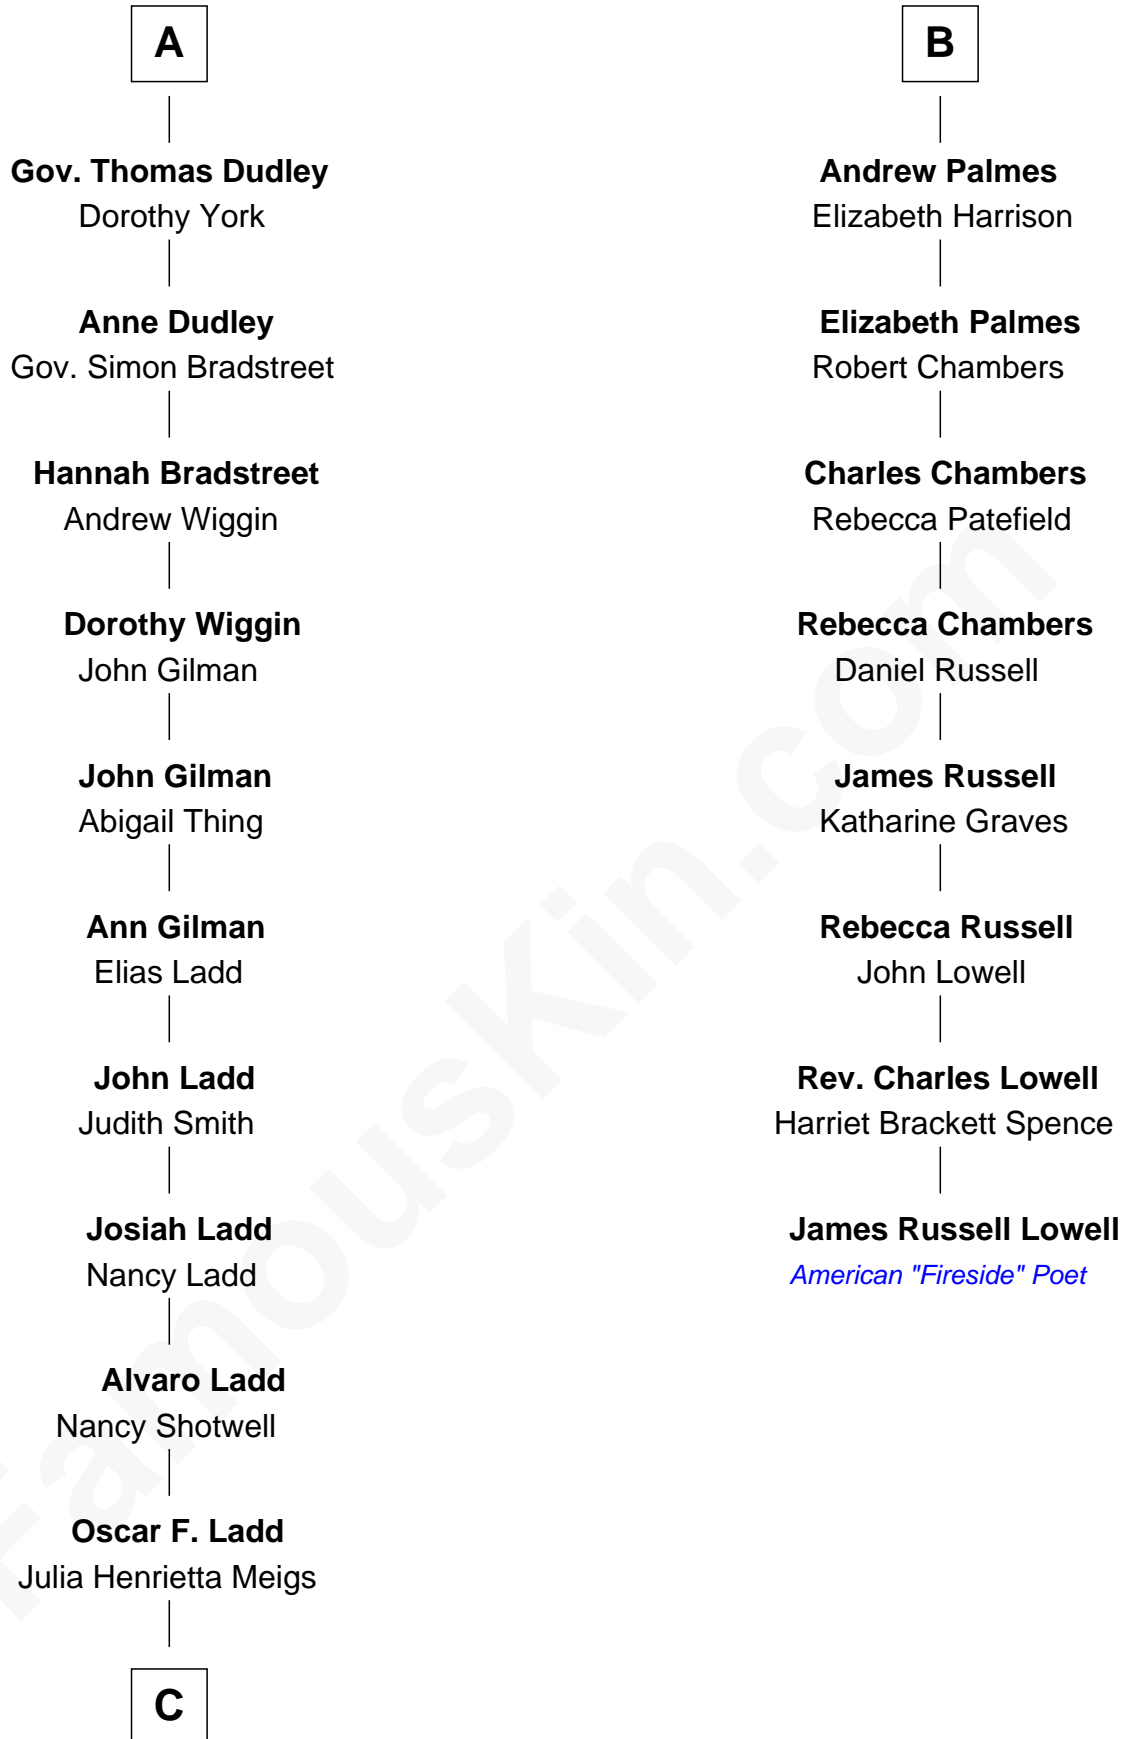 A
Gov. Thomas Dudley
Dorothy York
Anne Dudley
Gov. Simon Bradstreet
Hannah Bradstreet
Andrew Wiggin
Dorothy Wiggin
John Gilman
John Gilman
Abigail Thing
Ann Gilman
Elias Ladd
John Ladd
Judith Smith
Josiah Ladd
Nancy Ladd
Alvaro Ladd
Nancy Shotwell
Oscar F. Ladd
Julia Henrietta Meigs
C
B
Andrew Palmes
Elizabeth Harrison
Elizabeth Palmes
Robert Chambers
Charles Chambers
Rebecca Patefield
Rebecca Chambers
Daniel Russell
James Russell
Katharine Graves
Rebecca Russell
John Lowell
Rev. Charles Lowell
Harriet Brackett Spence
James Russell Lowell
American "Fireside" Poet
FamousKin.com